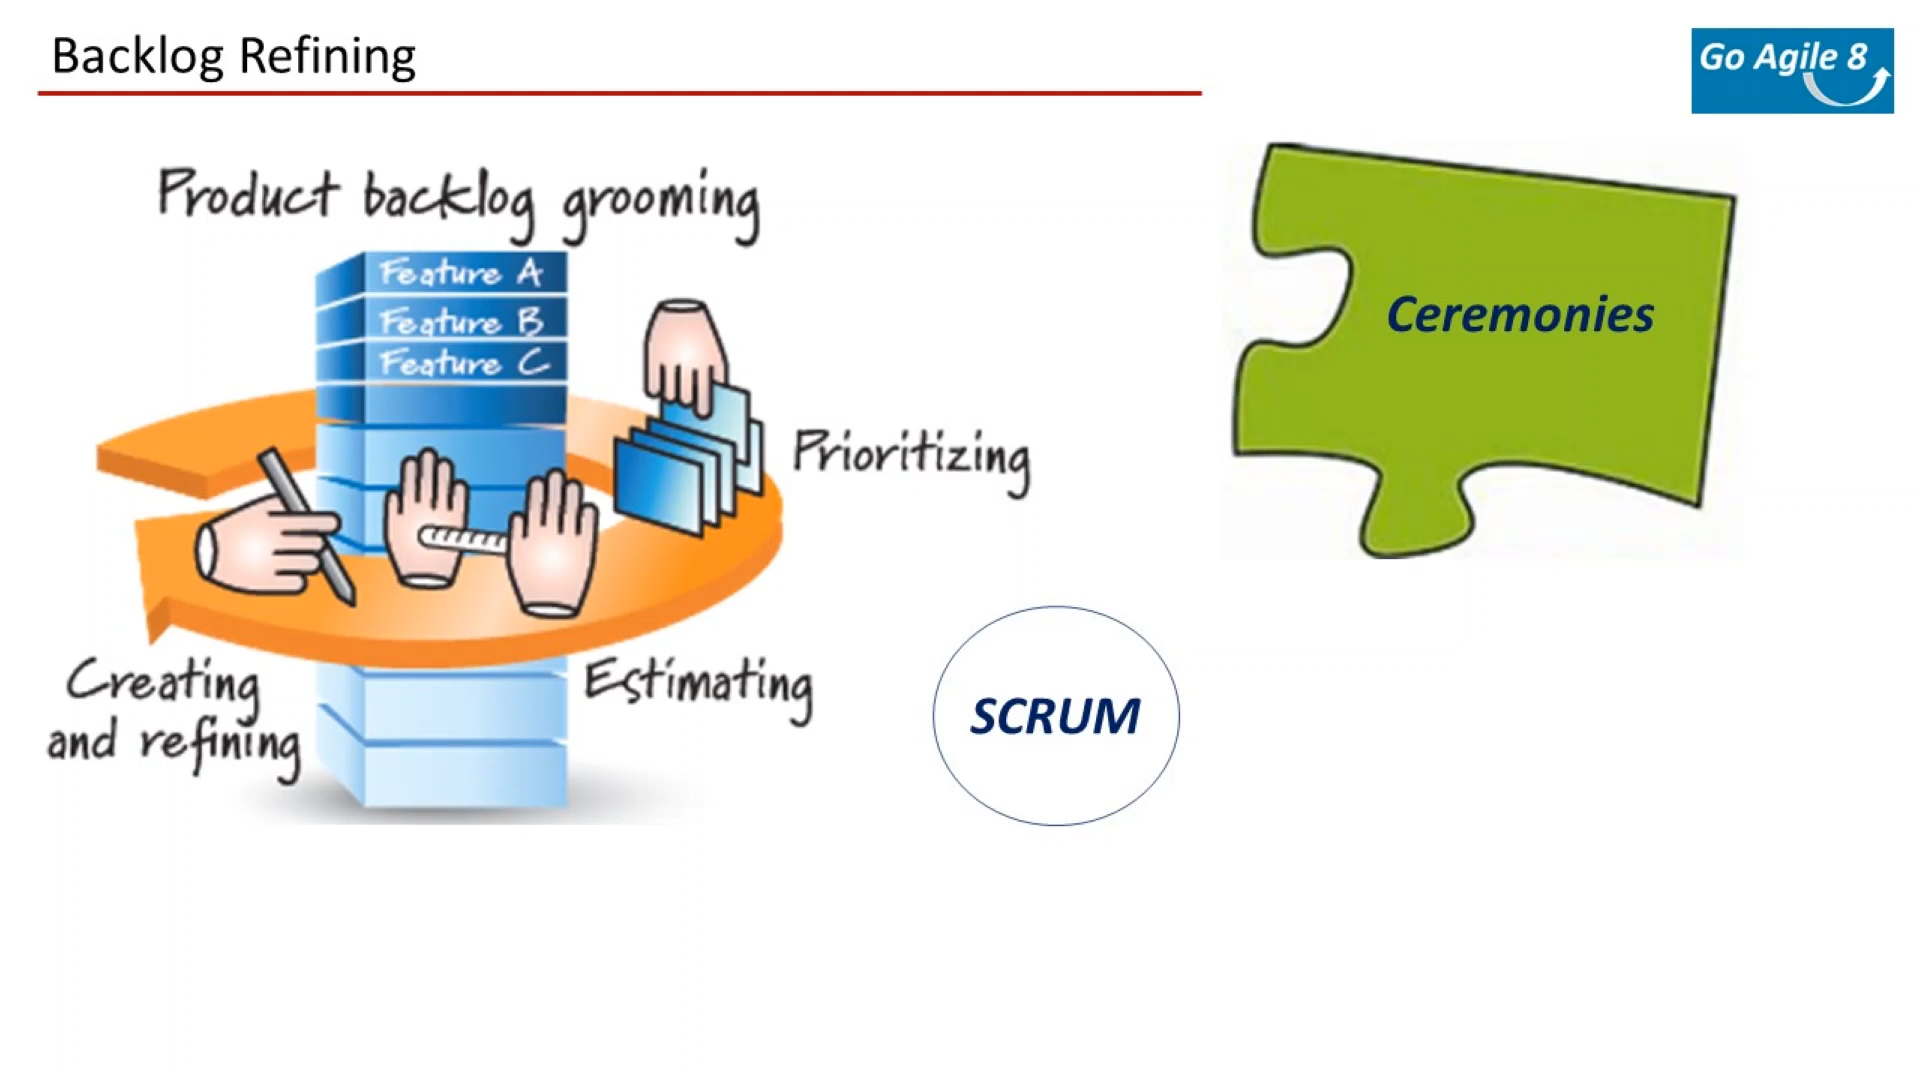 Backlog Refining
Go Agile 8
Product backlog grooming
Feature A
Feature B
Feature C
Ceremonies
Prioritizing
Creating
and refining
Estimating
SCRUM